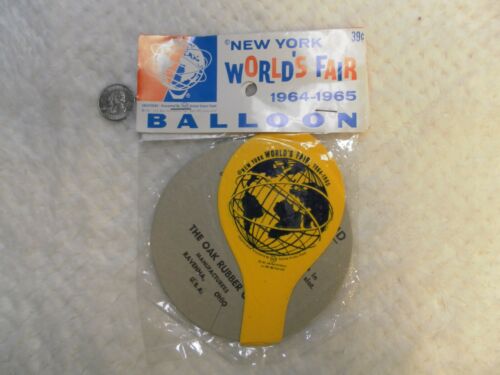 39¢
©NEW YORK
WORLD'S FAIR
1964-1965
BALLOON
©NEW YORK WORLD'S FAIR 1964-1965
THE OAK RUBBER
MANUFACTURERS
RAVENNA, Ohio
U.S.A.